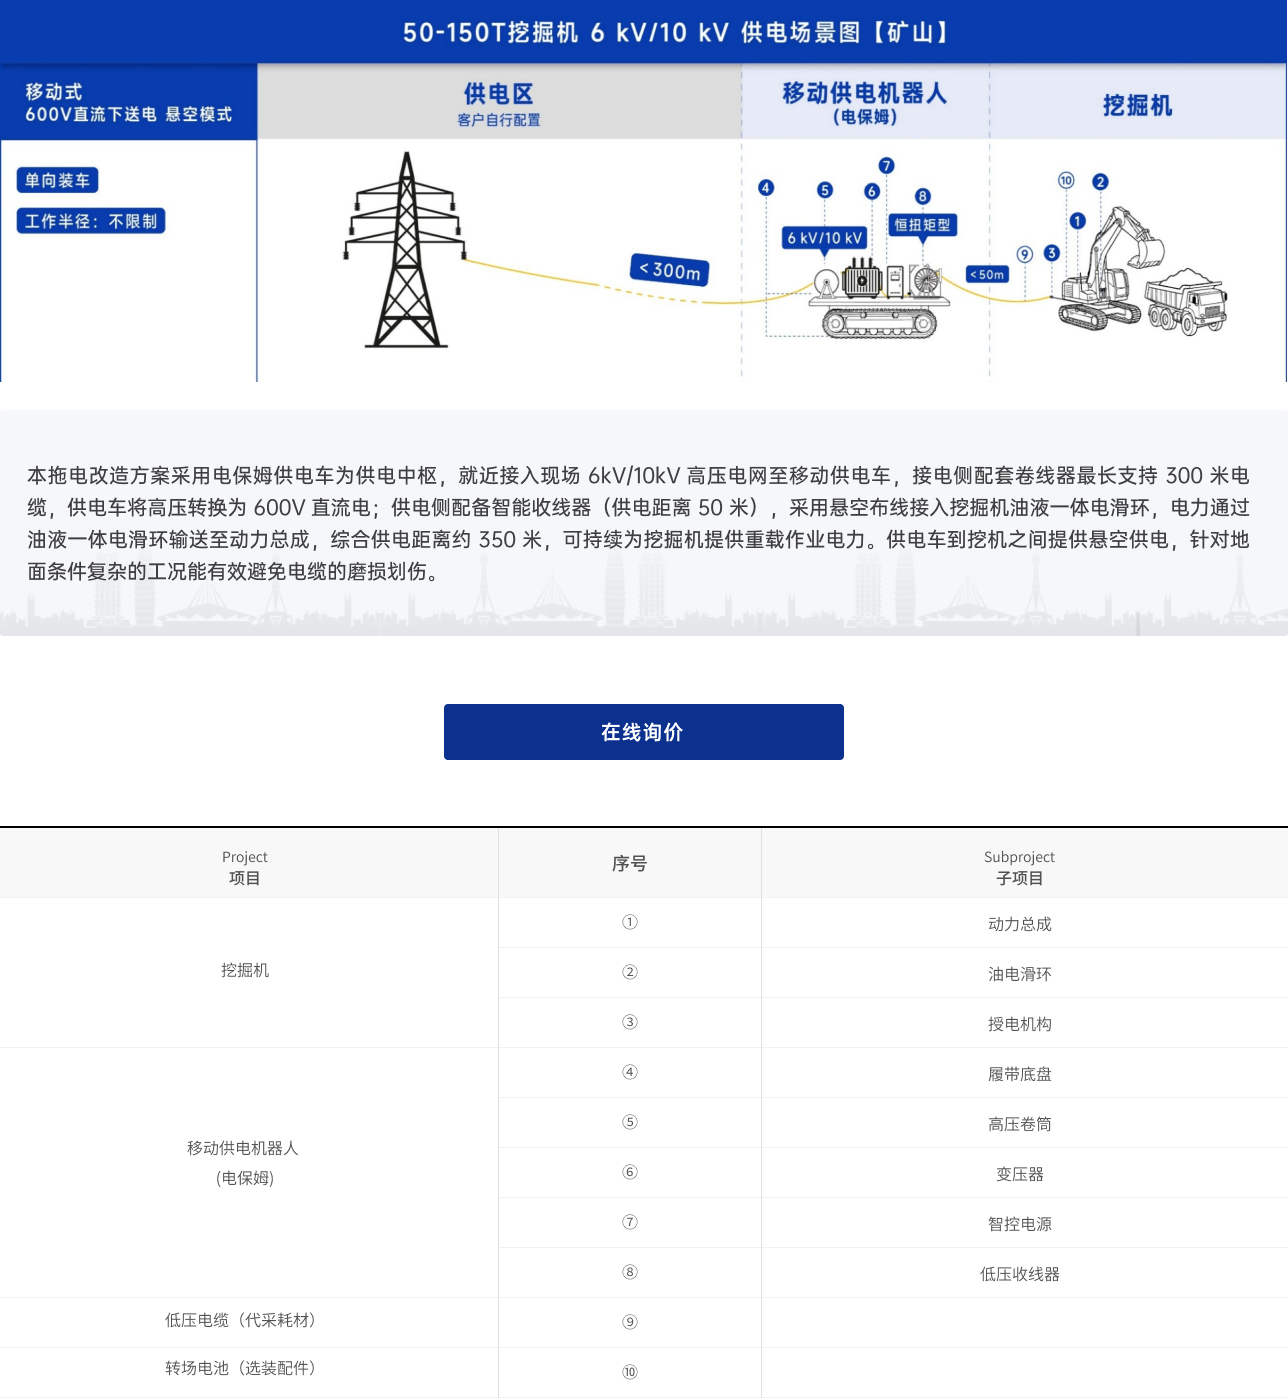 50-150T挖掘机 6 kV/10 kV 供电场景图【矿山】
移动式
600V直流下送电 悬空模式
供电区
客户自行配置
移动供电机器人
(电保姆)
挖掘机
单向装车
工作半径：不限制
<300m
④
⑤
⑥
⑦
⑧
6 kV/10 kV
恒扭矩型
<50m
⑩
②
①
⑨
③
本拖电改造方案采用电保姆供电车为供电中枢，就近接入现场 6kV/10kV 高压电网至移动供电车，接电侧配套卷线器最长支持 300 米电
缆，供电车将高压转换为 600V 直流电；供电侧配备智能收线器（供电距离 50 米），采用悬空布线接入挖掘机油液一体电滑环，电力通过
油液一体电滑环输送至动力总成，综合供电距离约 350 米，可持续为挖掘机提供重载作业电力。供电车到挖机之间提供悬空供电，针对地
面条件复杂的工况能有效避免电缆的磨损划伤。
在线询价
Project
项目
序号
Subproject
子项目
挖掘机
①
动力总成
②
油电滑环
③
授电机构
移动供电机器人
(电保姆)
④
履带底盘
⑤
高压卷筒
⑥
变压器
⑦
智控电源
⑧
低压收线器
低压电缆（代采耗材）
⑨
转场电池（选装配件）
⑩